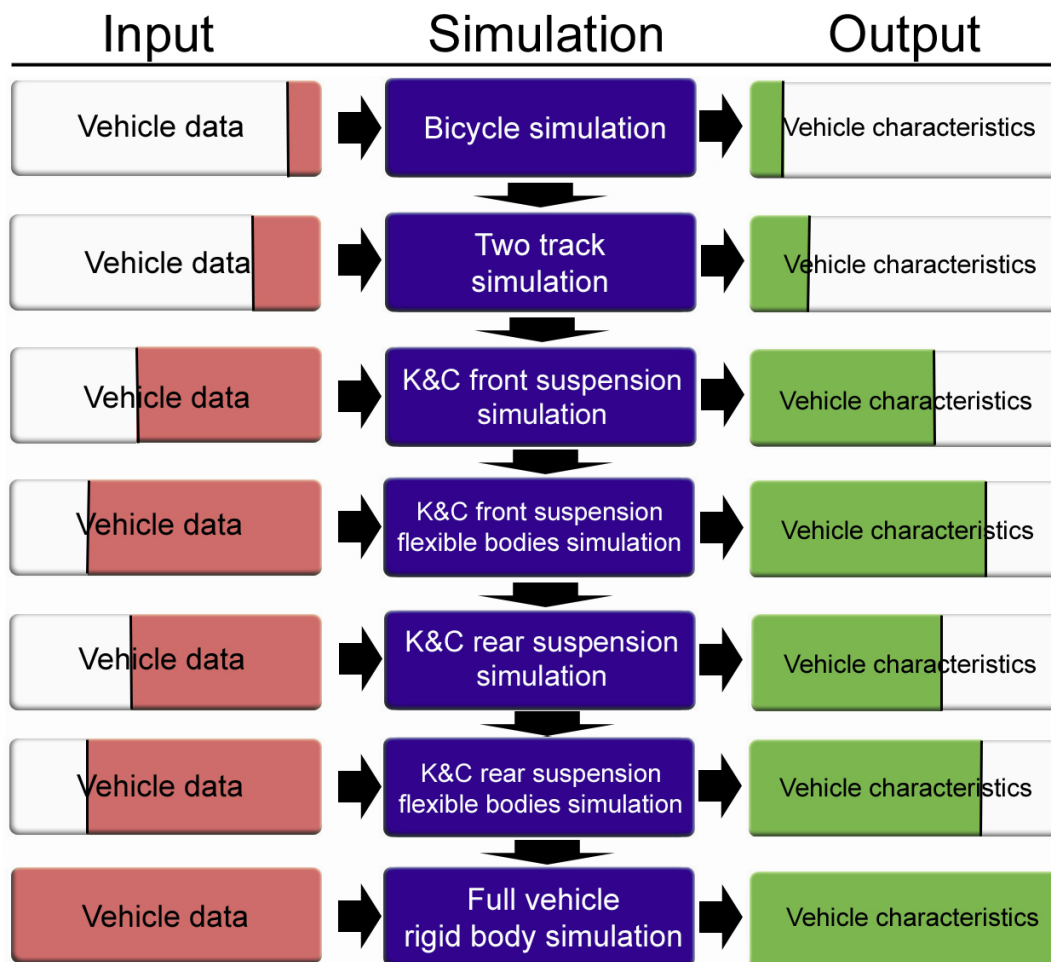 Input
Simulation
Output
Vehicle data
Bicycle simulation
Vehicle characteristics
Vehicle data
Two track
simulation
Vehicle characteristics
Vehicle data
K&C front suspension
simulation
Vehicle characteristics
Vehicle data
K&C front suspension
flexible bodies simulation
Vehicle characteristics
Vehicle data
K&C rear suspension
simulation
Vehicle characteristics
Vehicle data
K&C rear suspension
flexible bodies simulation
Vehicle characteristics
Vehicle data
Full vehicle
rigid body simulation
Vehicle characteristics